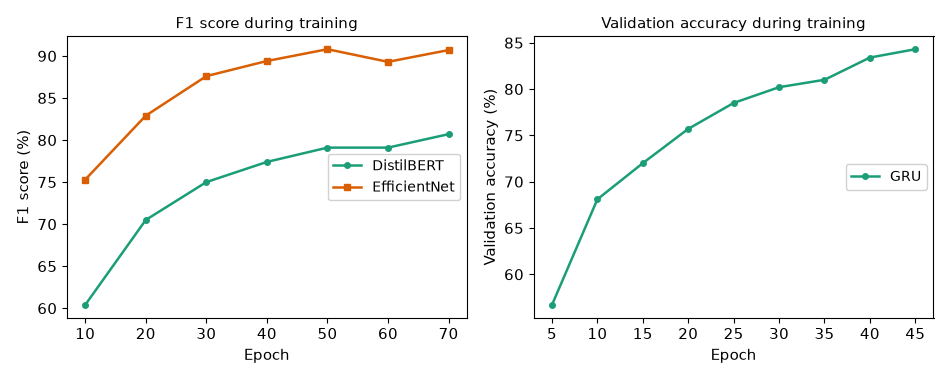 F1 score during training
F1 score (%)
90
85
80
75
70
65
60
DistilBERT
EfficientNet
10 20 30 40 50 60 70
Epoch
Validation accuracy during training
Validation accuracy (%)
85
80
75
70
65
60
GRU
5 10 15 20 25 30 35 40 45
Epoch